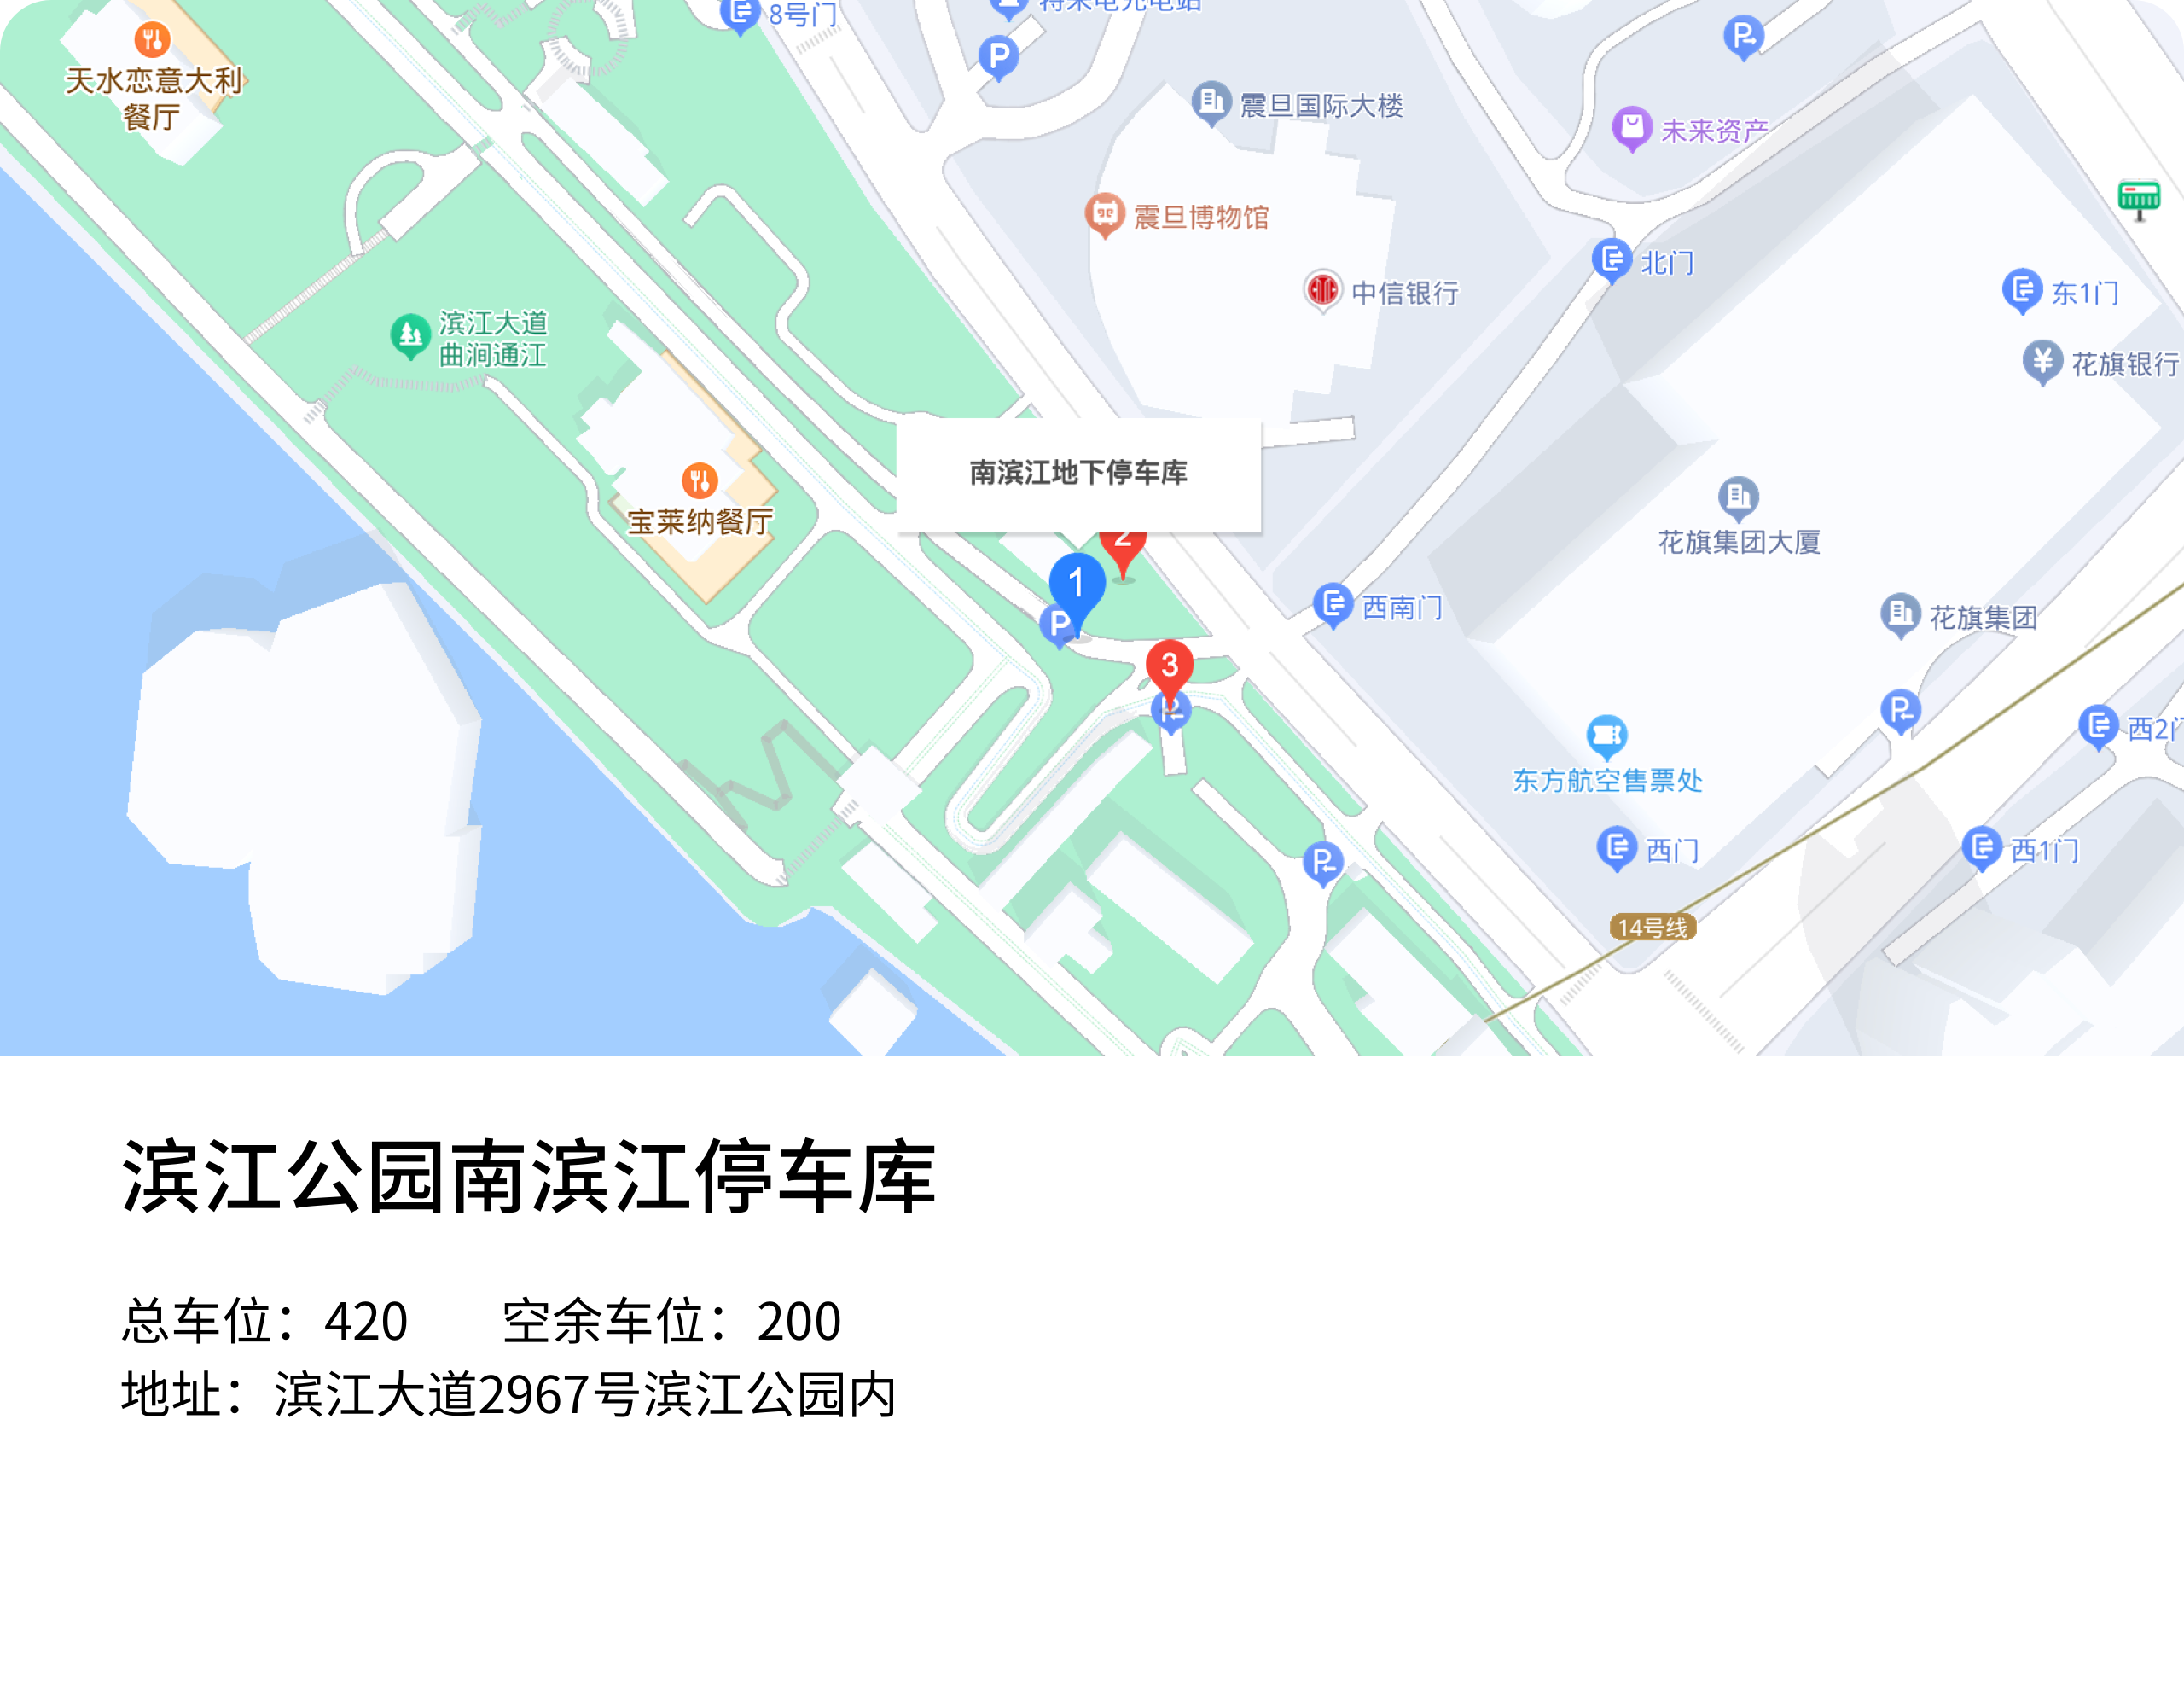 8号门
将来电充电站
天水恋意大利
餐厅
震旦国际大楼
未来资产
震旦博物馆
北门
中信银行
东1门
滨江大道
曲涧通江
花旗银行
南滨江地下停车库
宝莱纳餐厅
2
花旗集团大厦
1
西南门
花旗集团
3
西2门
东方航空售票处
西门
西1门
14号线
滨江公园南滨江停车库
总车位：420 空余车位：200
地址：滨江大道2967号滨江公园内